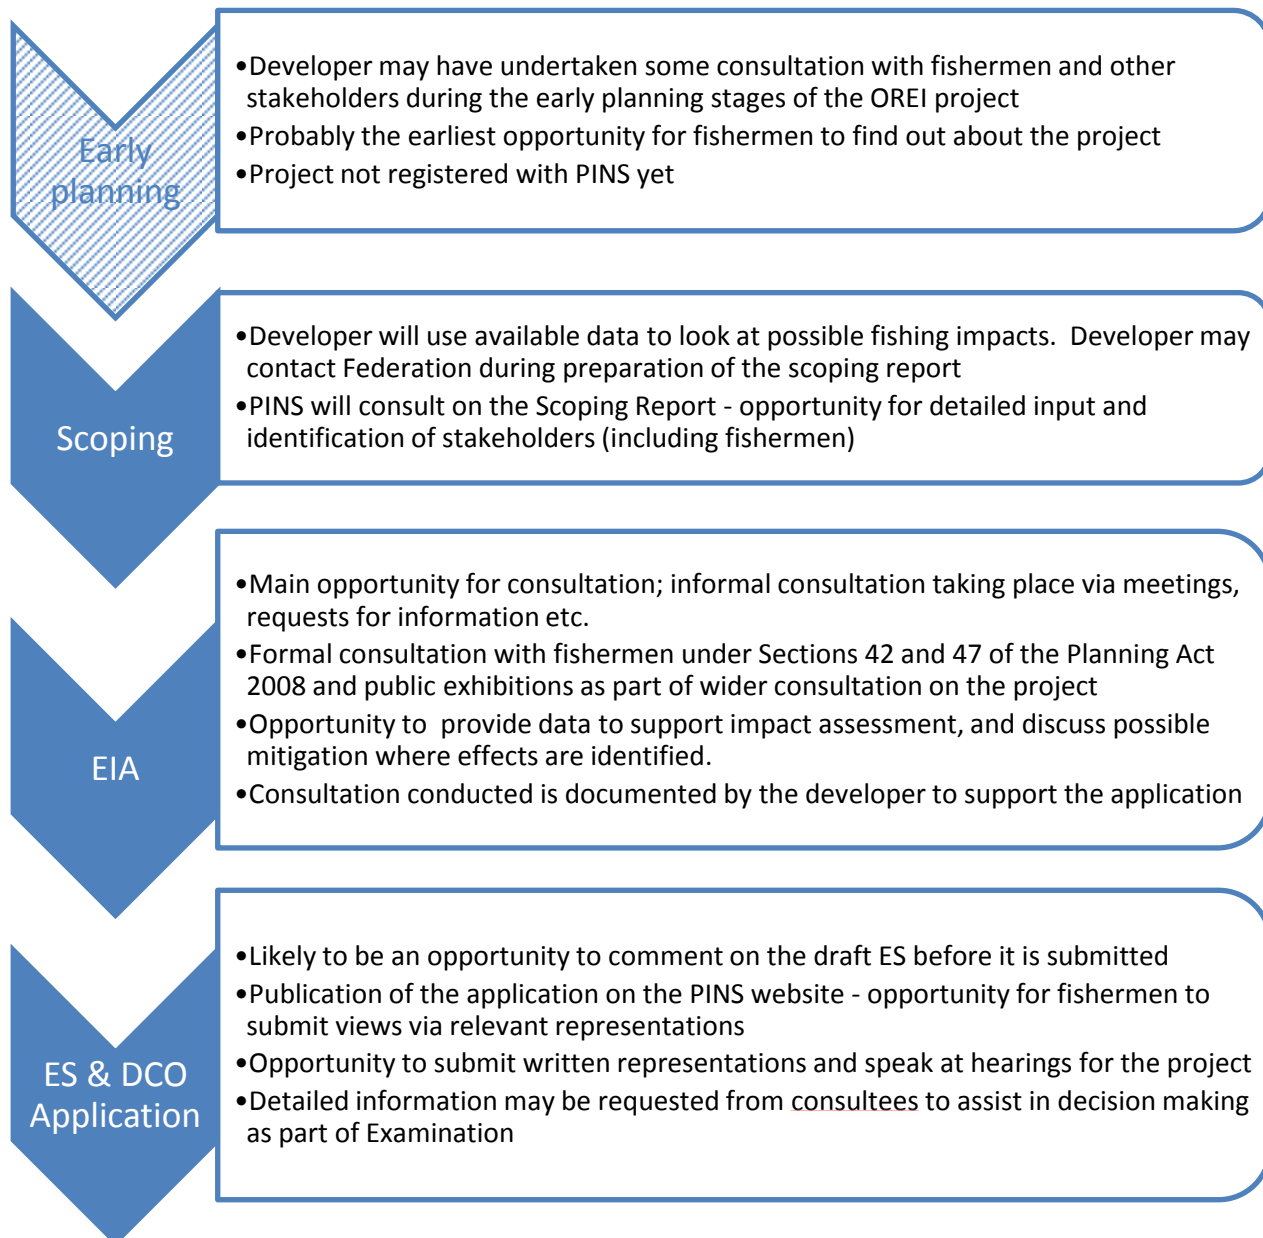 Early
planning
•Developer may have undertaken some consultation with fishermen and other
stakeholders during the early planning stages of the OREI project
•Probably the earliest opportunity for fishermen to find out about the project
•Project not registered with PINS yet
Scoping
•Developer will use available data to look at possible fishing impacts.  Developer may
contact Federation during preparation of the scoping report
•PINS will consult on the Scoping Report - opportunity for detailed input and
identification of stakeholders (including fishermen)
EIA
•Main opportunity for consultation; informal consultation taking place via meetings,
requests for information etc.
•Formal consultation with fishermen under Sections 42 and 47 of the Planning Act
2008 and public exhibitions as part of wider consultation on the project
•Opportunity to  provide data to support impact assessment, and discuss possible
mitigation where effects are identified.
•Consultation conducted is documented by the developer to support the application
ES & DCO
Application
•Likely to be an opportunity to comment on the draft ES before it is submitted
•Publication of the application on the PINS website - opportunity for fishermen to
submit views via relevant representations
•Opportunity to submit written representations and speak at hearings for the project
•Detailed information may be requested from consultees to assist in decision making
as part of Examination